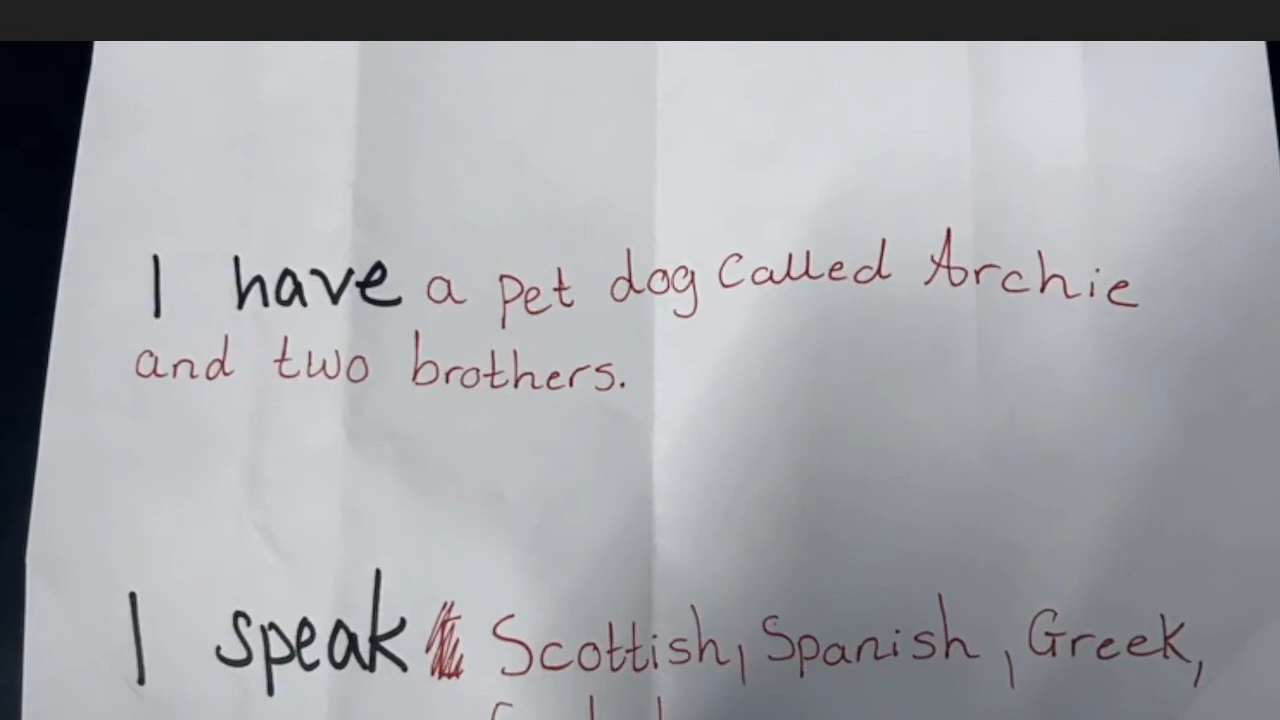 I have a pet dog called Archie
and two brothers.
I speak Scottish, Spanish, Greek,